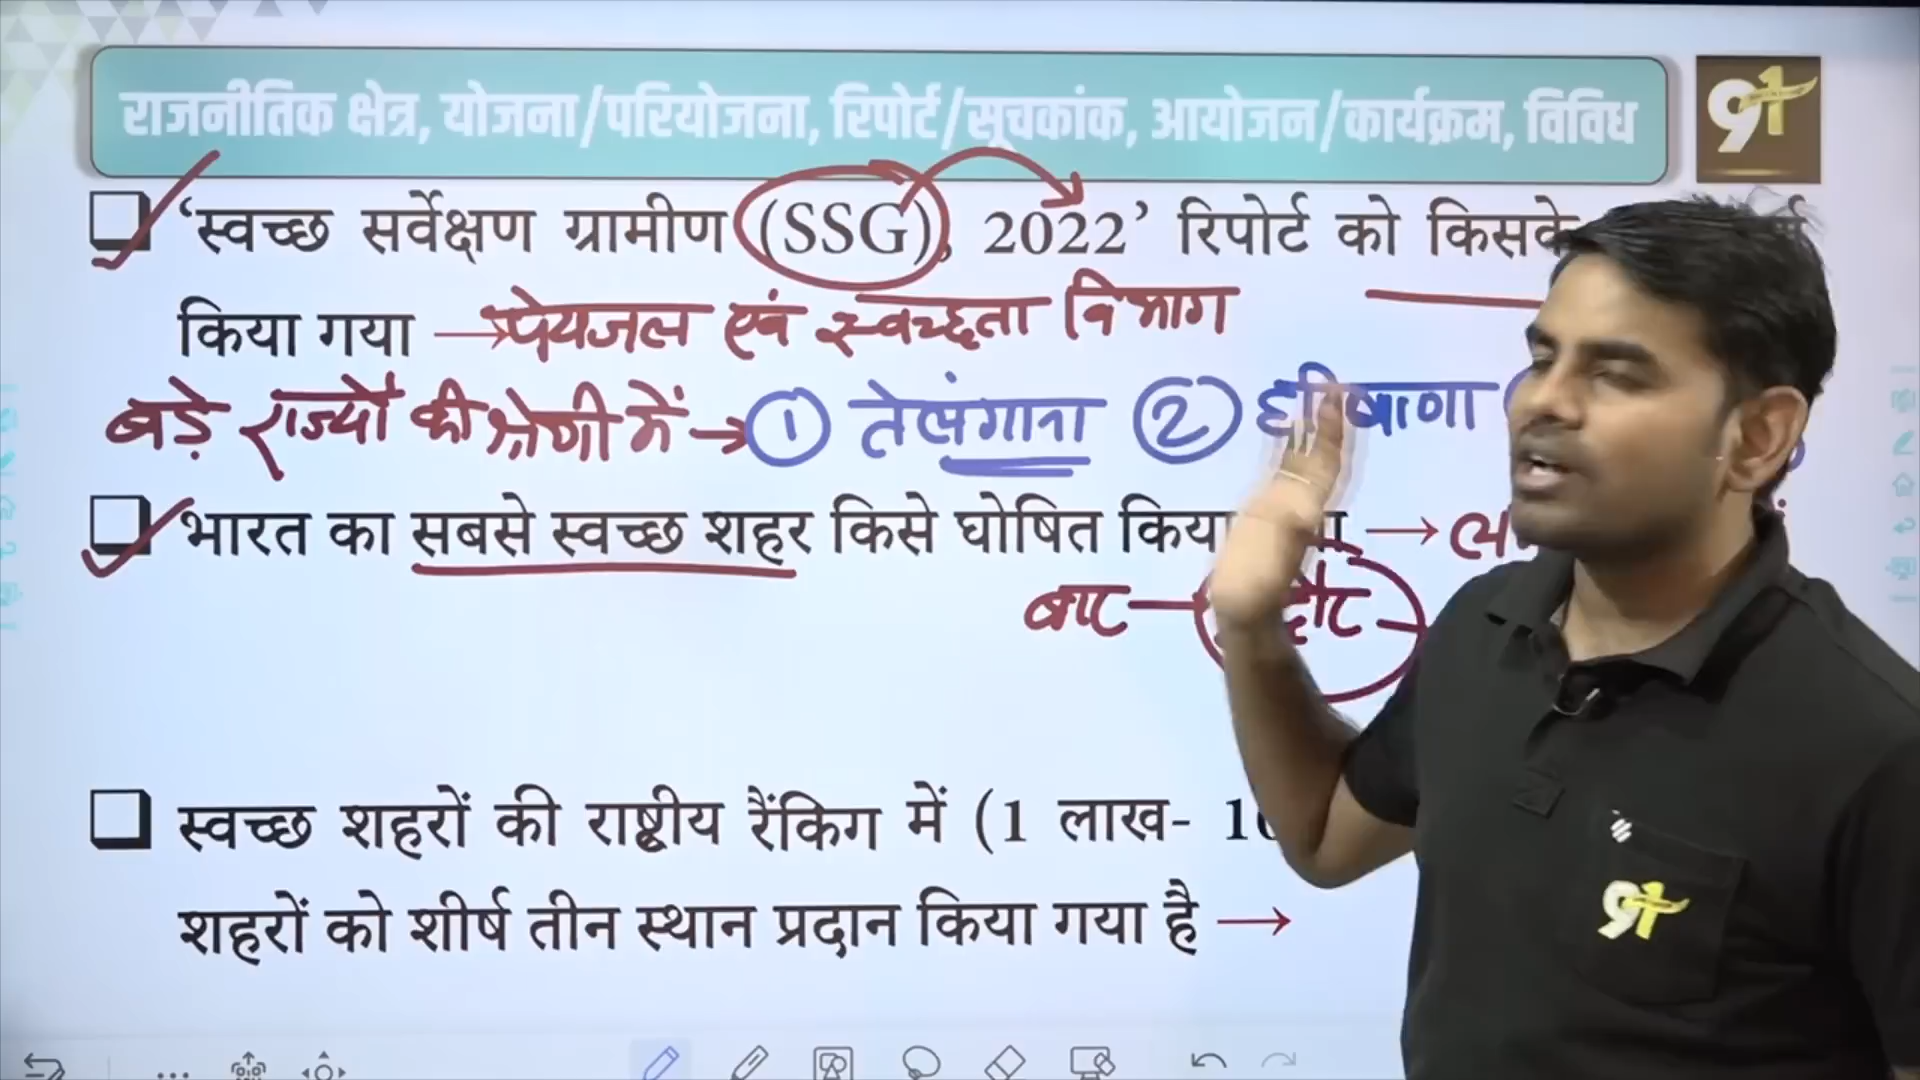 राजनीतिक क्षेत्र, योजना/परियोजना, रिपोर्ट/सूचकांक, आयोजन/कार्यक्रम, विविध
'स्वच्छ सर्वेक्षण ग्रामीण (SSG), 2022' रिपोर्ट को किसके
किया गया → पेयजल एवं स्वच्छता विभाग
बड़े राज्यों की श्रेणी में → 1 तेलंगाना 2 हरियाणा
भारत का सबसे स्वच्छ शहर किसे घोषित किया →
बार
स्वच्छ शहरों की राष्ट्रीय रैंकिंग में (1 लाख-
शहरों को शीर्ष तीन स्थान प्रदान किया गया है →